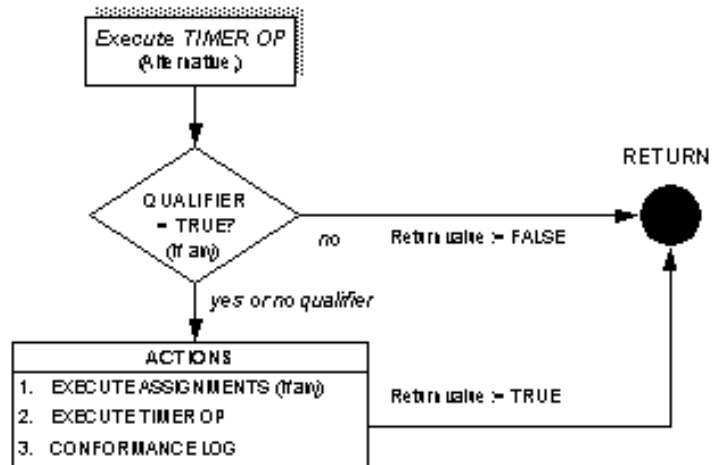 Execute TIMER OP
(Alternative)
RETURN
QUALIFIER
= TRUE?
(if any)
no
Return value := FALSE
yes or no qualifier
ACTIONS
1. EXECUTE ASSIGNMENTS (if any)
Return value := TRUE
2. EXECUTE TIMER OP
3. CONFORMANCE LOG